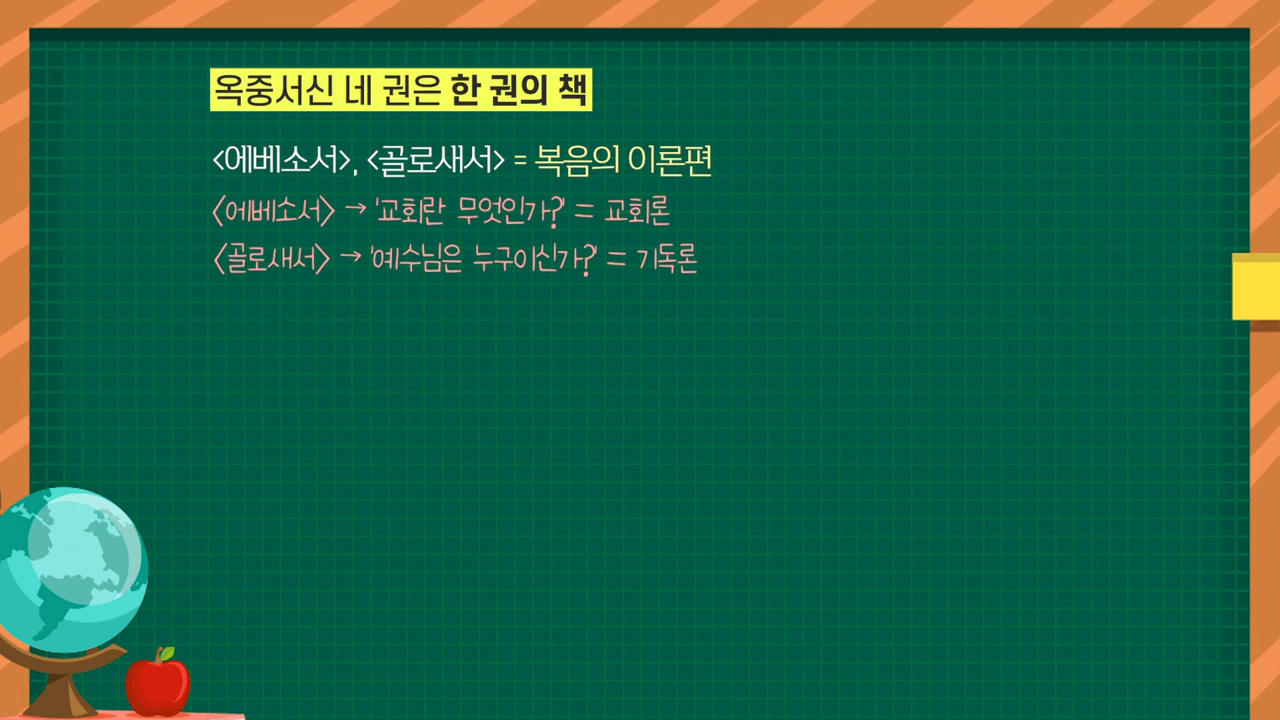 옥중서신 네 권은 한 권의 책
<에베소서>, <골로새서> = 복음의 이론편
<에베소서> → '교회란 무엇인가?' = 교회론
<골로새서> → '예수님은 누구이신가?' = 기독론